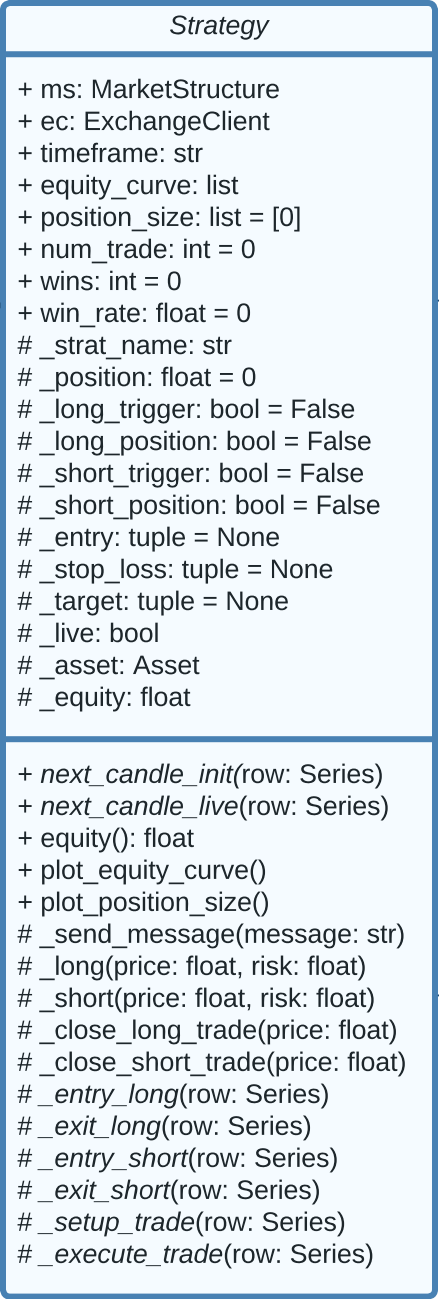 Strategy
+ ms: MarketStructure
+ ec: ExchangeClient
+ timeframe: str
+ equity_curve: list
+ position_size: list = [0]
+ num_trade: int = 0
+ wins: int = 0
+ win_rate: float = 0
# _strat_name: str
# _position: float = 0
# _long_trigger: bool = False
# _long_position: bool = False
# _short_trigger: bool = False
# _short_position: bool = False
# _entry: tuple = None
# _stop_loss: tuple = None
# _target: tuple = None
# _live: bool
# _asset: Asset
# _equity: float
+ next_candle_init(row: Series)
+ next_candle_live(row: Series)
+ equity(): float
+ plot_equity_curve()
+ plot_position_size()
# _send_message(message: str)
# _long(price: float, risk: float)
# _short(price: float, risk: float)
# _close_long_trade(price: float)
# _close_short_trade(price: float)
# _entry_long(row: Series)
# _exit_long(row: Series)
# _entry_short(row: Series)
# _exit_short(row: Series)
# _setup_trade(row: Series)
# _execute_trade(row: Series)